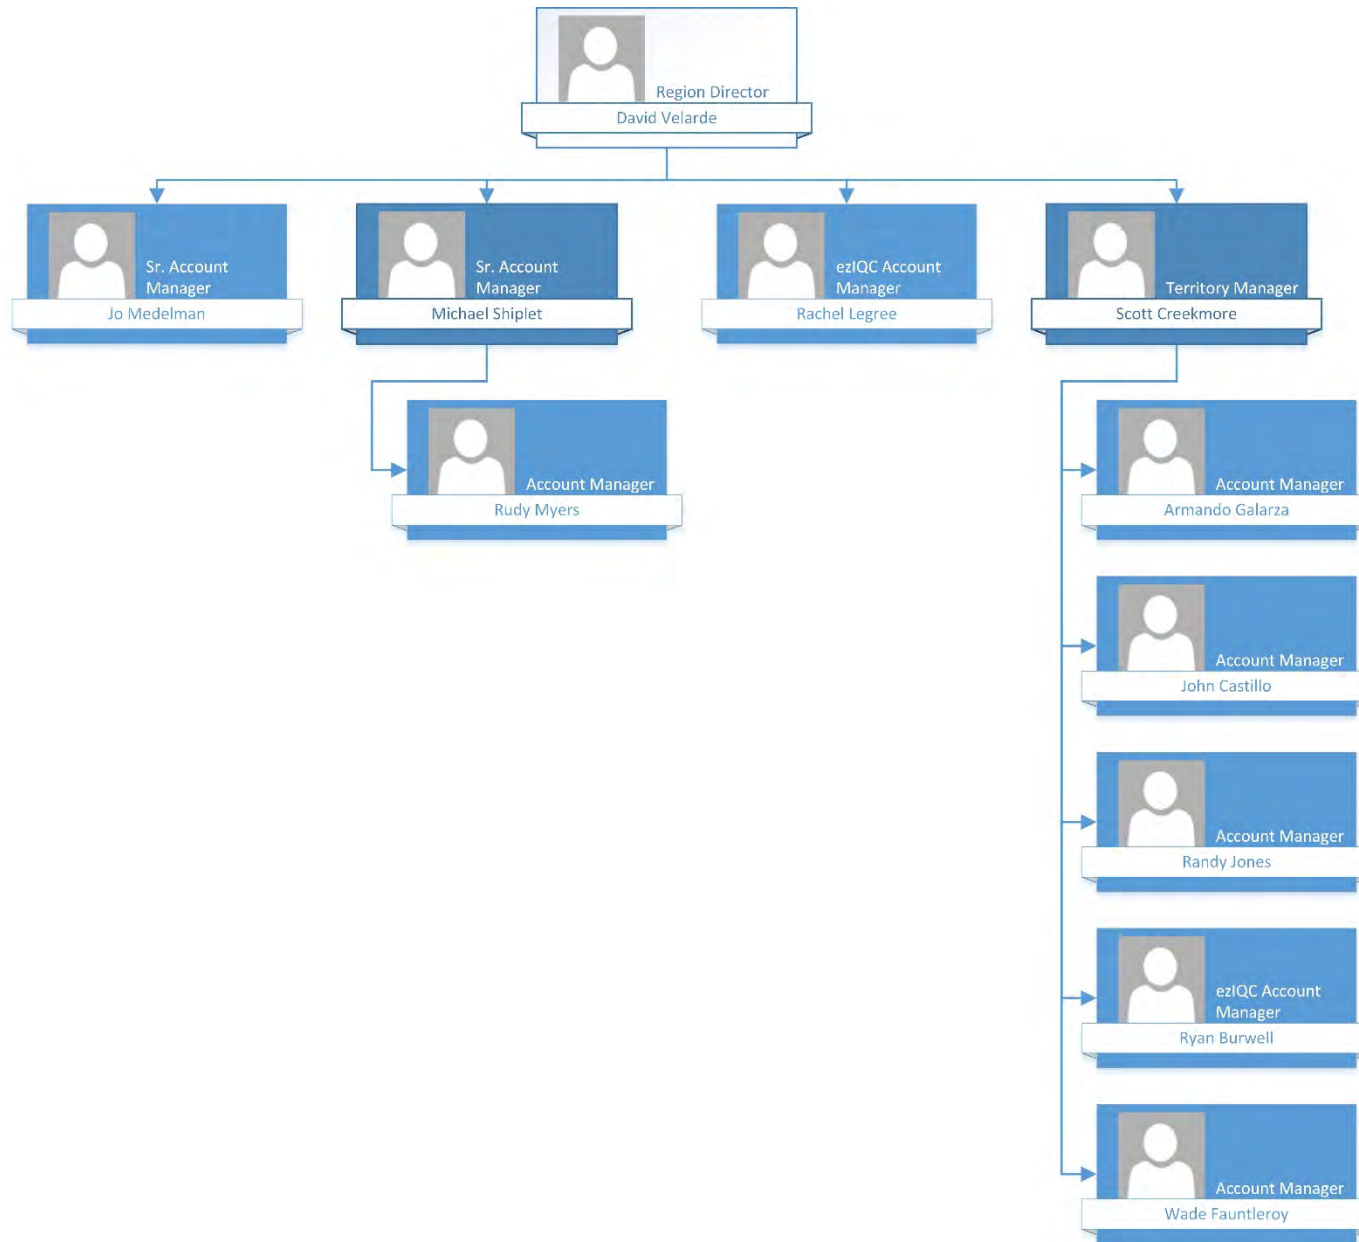 Region Director
David Velarde
Sr. Account
Manager
Jo Medelman
Sr. Account
Manager
Michael Shiplet
ezIQC Account
Manager
Rachel Legree
Territory Manager
Scott Creekmore
Account Manager
Rudy Myers
Account Manager
Armando Galarza
Account Manager
John Castillo
Account Manager
Randy Jones
ezIQC Account
Manager
Ryan Burwell
Account Manager
Wade Fauntleroy